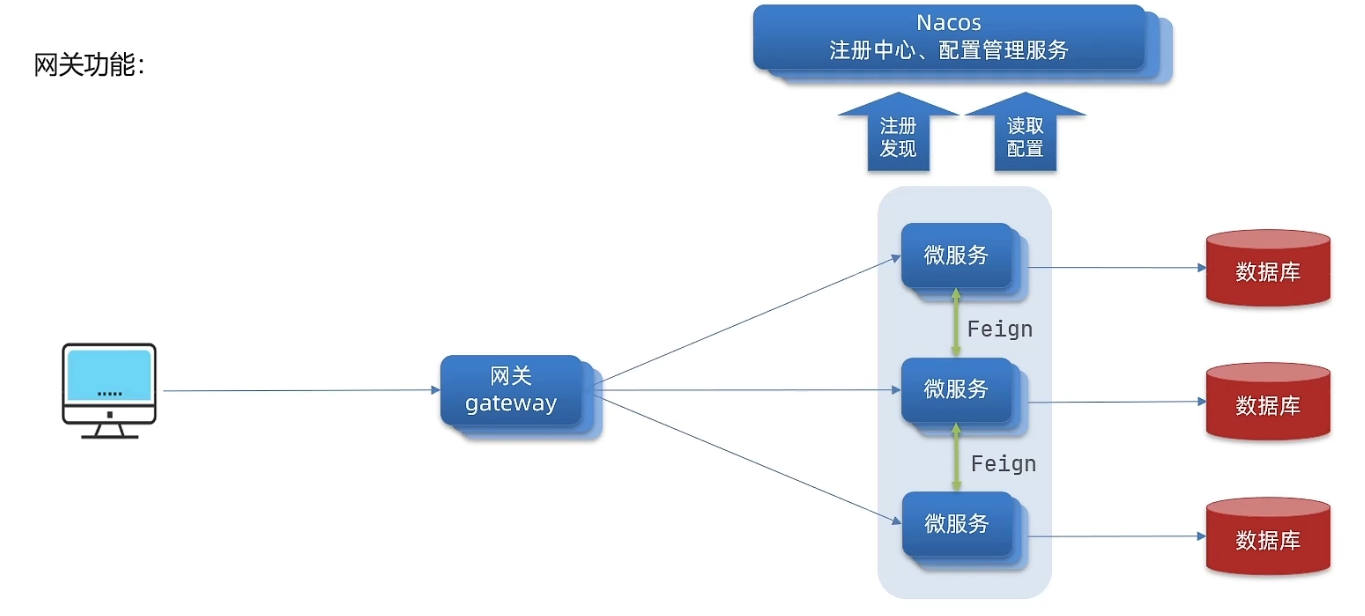 网关功能:
Nacos
注册中心、配置管理服务
注册
发现
读取
配置
微服务
数据库
Feign
网关
gateway
微服务
数据库
Feign
微服务
数据库